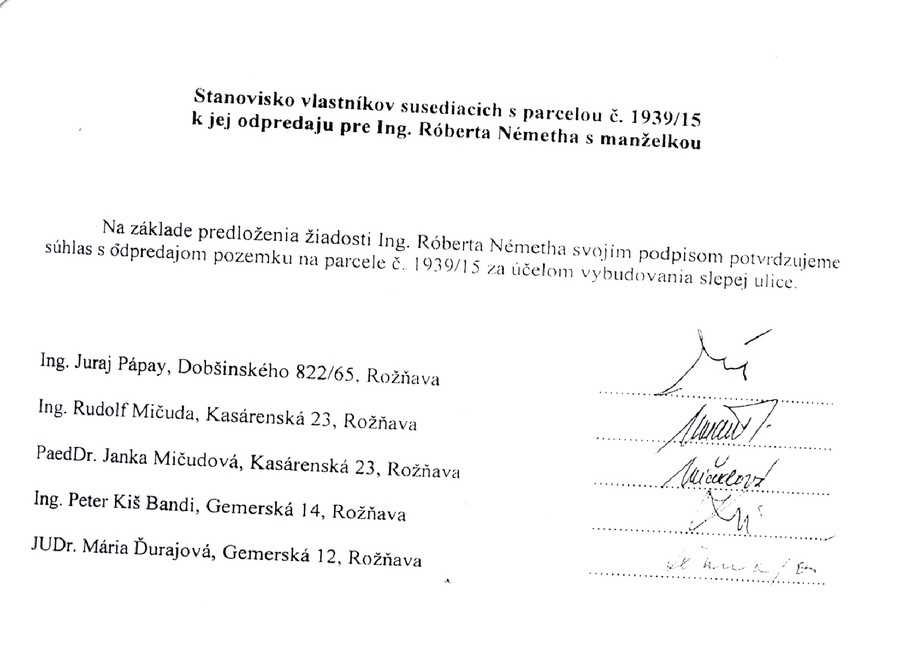 Stanovisko vlastníkov susediacich s parcelou č. 1939/15
k jej odpredaju pre Ing. Róberta Németha s manželkou
Na základe predloženia žiadosti Ing. Róberta Németha svojím podpisom potvrdzujeme
súhlas s odpredajom pozemku na parcele č. 1939/15 za účelom vybudovania slepej ulice.
Ing. Juraj Pápay, Dobšinského 822/65, Rožňava
Ing. Rudolf Mičuda, Kasárenská 23, Rožňava
PaedDr. Janka Mičudová, Kasárenská 23, Rožňava Mičudová
Ing. Peter Kiš Bandi, Gemerská 14, Rožňava
JUDr. Mária Ďurajová, Gemerská 12, Rožňava